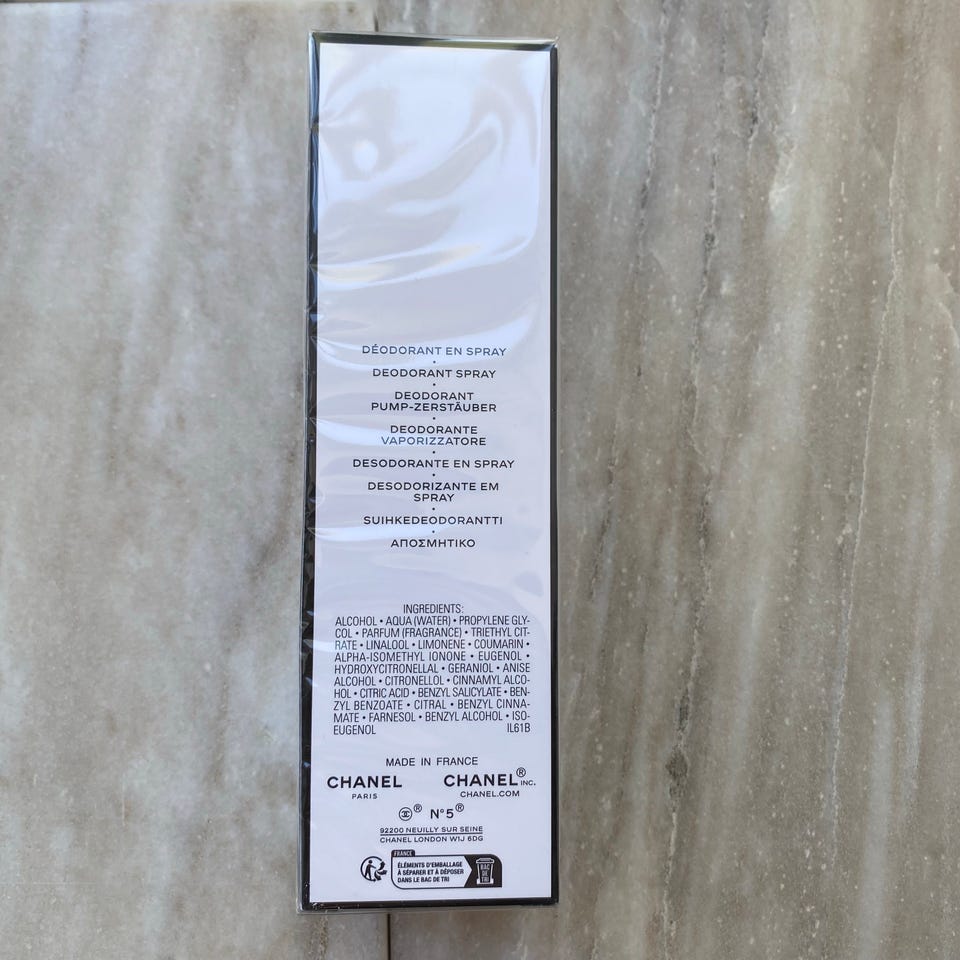 DÉODORANT EN SPRAY
•
DEODORANT SPRAY
•
DEODORANT
PUMP-ZERSTÄUBER
•
DEODORANTE
VAPORIZZATORE
•
DESODORANTE EN SPRAY
•
DESODORIZANTE EM
SPRAY
•
SUIHKEDEODORANTTI
•
ΑΠΟΣΜΗΤΙΚΟ
INGREDIENTS:
ALCOHOL • AQUA (WATER) • PROPYLENE GLY-
COL • PARFUM (FRAGRANCE) • TRIETHYL CIT-
RATE • LINALOOL • LIMONENE • COUMARIN •
ALPHA-ISOMETHYL IONONE • EUGENOL •
HYDROXYCITRONELLAL • GERANIOL • ANISE
ALCOHOL • CITRONELLOL • CINNAMYL ALCO-
HOL • CITRIC ACID • BENZYL SALICYLATE • BEN-
ZYL BENZOATE • CITRAL • BENZYL CINNA-
MATE • FARNESOL • BENZYL ALCOHOL • ISO-
EUGENOL IL61B
MADE IN FRANCE
CHANEL CHANEL® INC.
PARIS CHANEL.COM
® N°5®
92200 NEUILLY SUR SEINE
CHANEL LONDON W1J 6DG
FRANCE
ÉLÉMENTS D'EMBALLAGE
À SÉPARER ET À DÉPOSER
DANS LE BAC DE TRI
BAC
DE
TRI